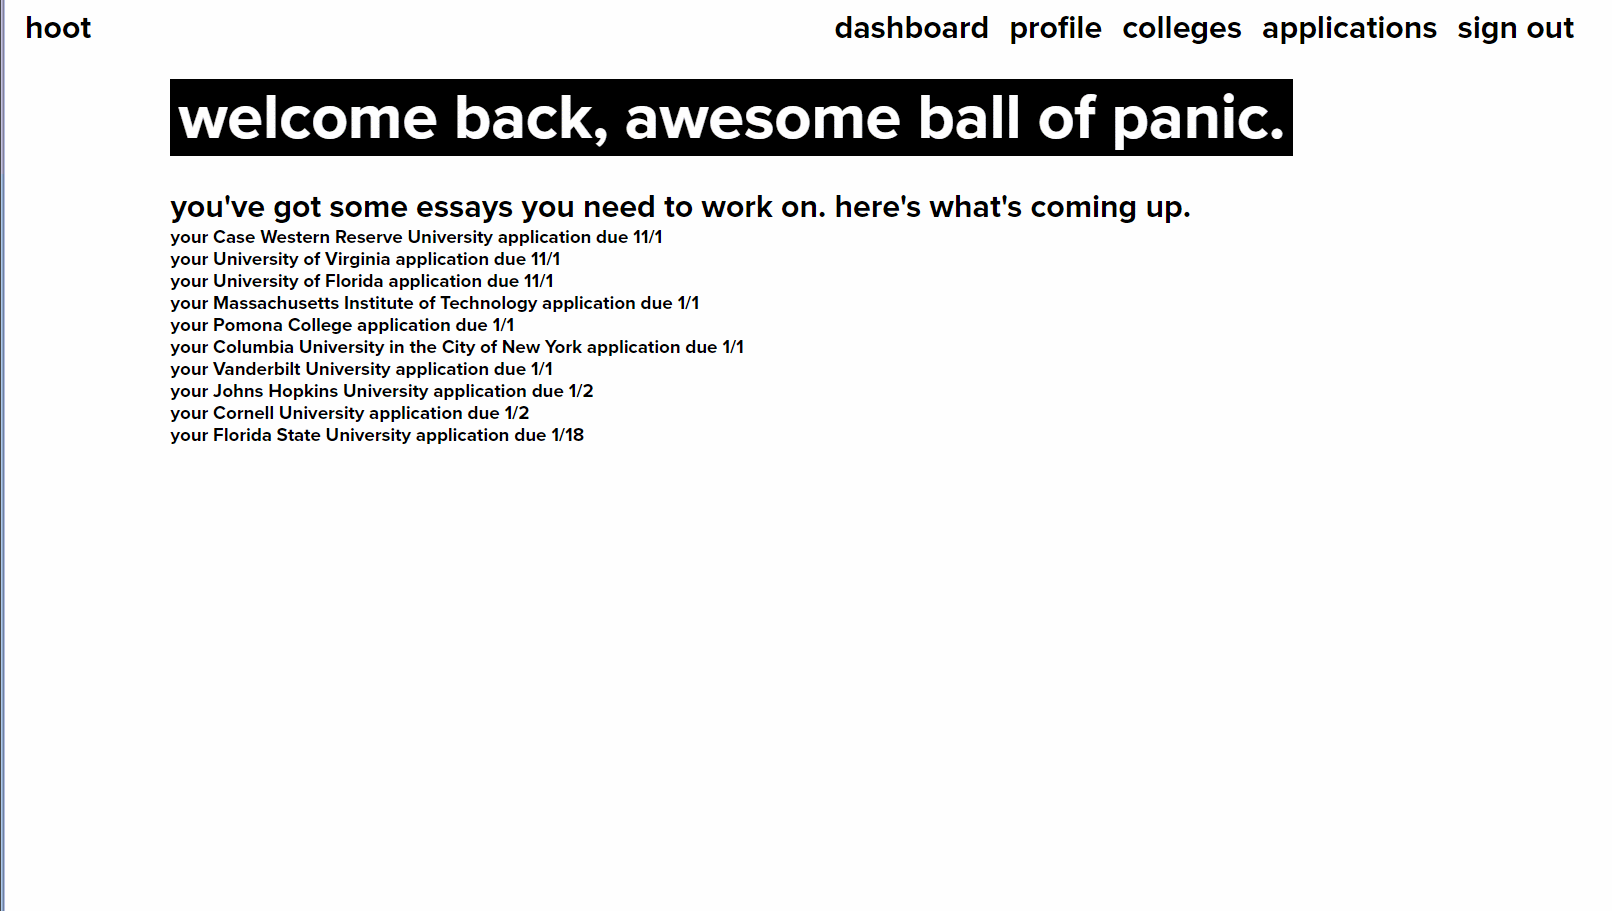 hoot
dashboard profile colleges applications sign out
welcome back, awesome ball of panic.
you've got some essays you need to work on. here's what's coming up.
your Case Western Reserve University application due 11/1
your University of Virginia application due 11/1
your University of Florida application due 11/1
your Massachusetts Institute of Technology application due 1/1
your Pomona College application due 1/1
your Columbia University in the City of New York application due 1/1
your Vanderbilt University application due 1/1
your Johns Hopkins University application due 1/2
your Cornell University application due 1/2
your Florida State University application due 1/18